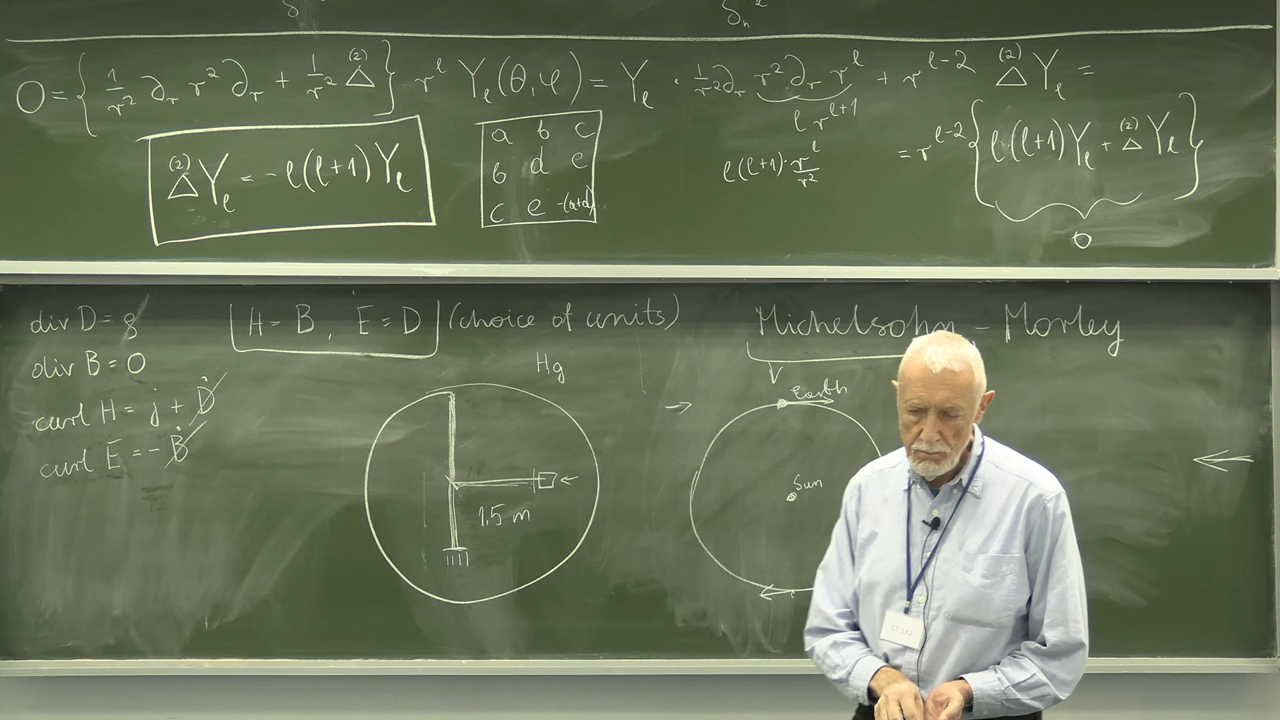 0 = { 1/r² ∂r r² ∂r + 1/r² Δ⁽²⁾ } r^l Y_l(θ,φ) = Y_l · 1/r² ∂r r² ∂r r^l + r^(l-2) Δ⁽²⁾ Y_l =
l r^(l+1)
l(l+1) · r^l/r²
= r^(l-2) { l(l+1) Y_l + Δ⁽²⁾ Y_l }
0
Δ⁽²⁾ Y_l = -l(l+1) Y_l
a b c
b d e
c e -(a+d)
div D = g
div B = 0
curl H = j + Ḋ
curl E = - Ḃ
H = B, E = D (choice of units)
Hg
1,5 m
Michelsohn - Morley
Earth
Sun